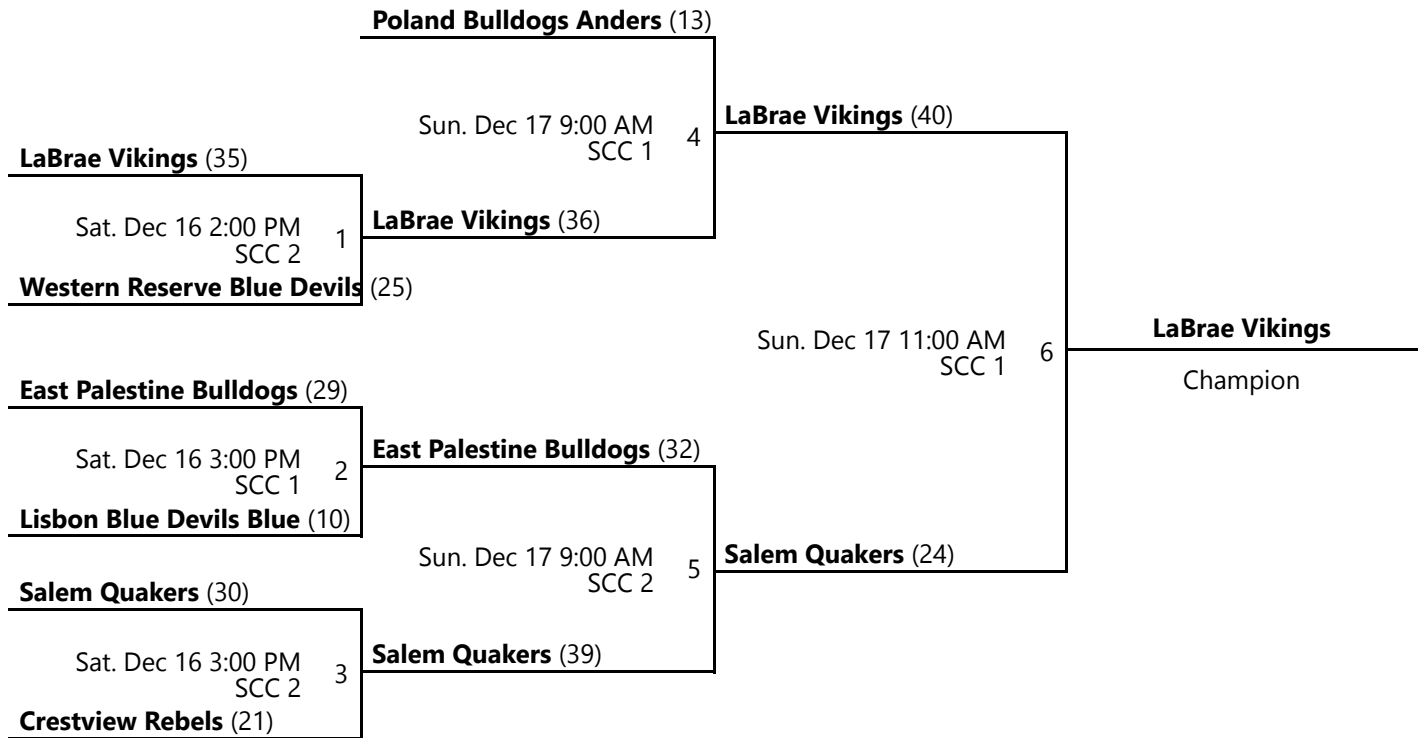 Poland Bulldogs Anders (13)
Sun. Dec 17 9:00 AM
SCC 1
4
LaBrae Vikings (40)
LaBrae Vikings (35)
Sat. Dec 16 2:00 PM
SCC 2
1
LaBrae Vikings (36)
Western Reserve Blue Devils (25)
Sun. Dec 17 11:00 AM
SCC 1
6
LaBrae Vikings
Champion
East Palestine Bulldogs (29)
Sat. Dec 16 3:00 PM
SCC 1
2
East Palestine Bulldogs (32)
Lisbon Blue Devils Blue (10)
Sun. Dec 17 9:00 AM
SCC 2
5
Salem Quakers (24)
Salem Quakers (30)
Sat. Dec 16 3:00 PM
SCC 2
3
Salem Quakers (39)
Crestview Rebels (21)